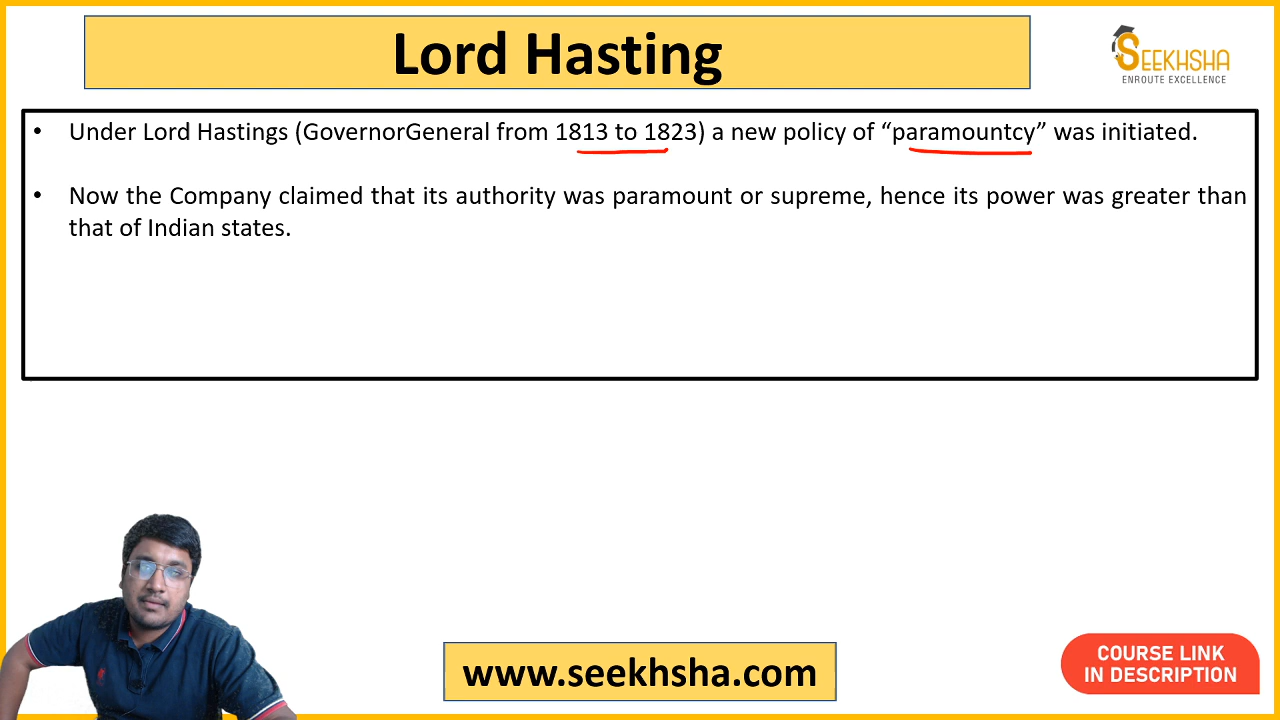 Lord Hasting
SEEKHSHA
ENROUTE EXCELLENCE
• Under Lord Hastings (GovernorGeneral from 1813 to 1823) a new policy of “paramountcy” was initiated.
• Now the Company claimed that its authority was paramount or supreme, hence its power was greater than
that of Indian states.
www.seekhsha.com
COURSE LINK
IN DESCRIPTION